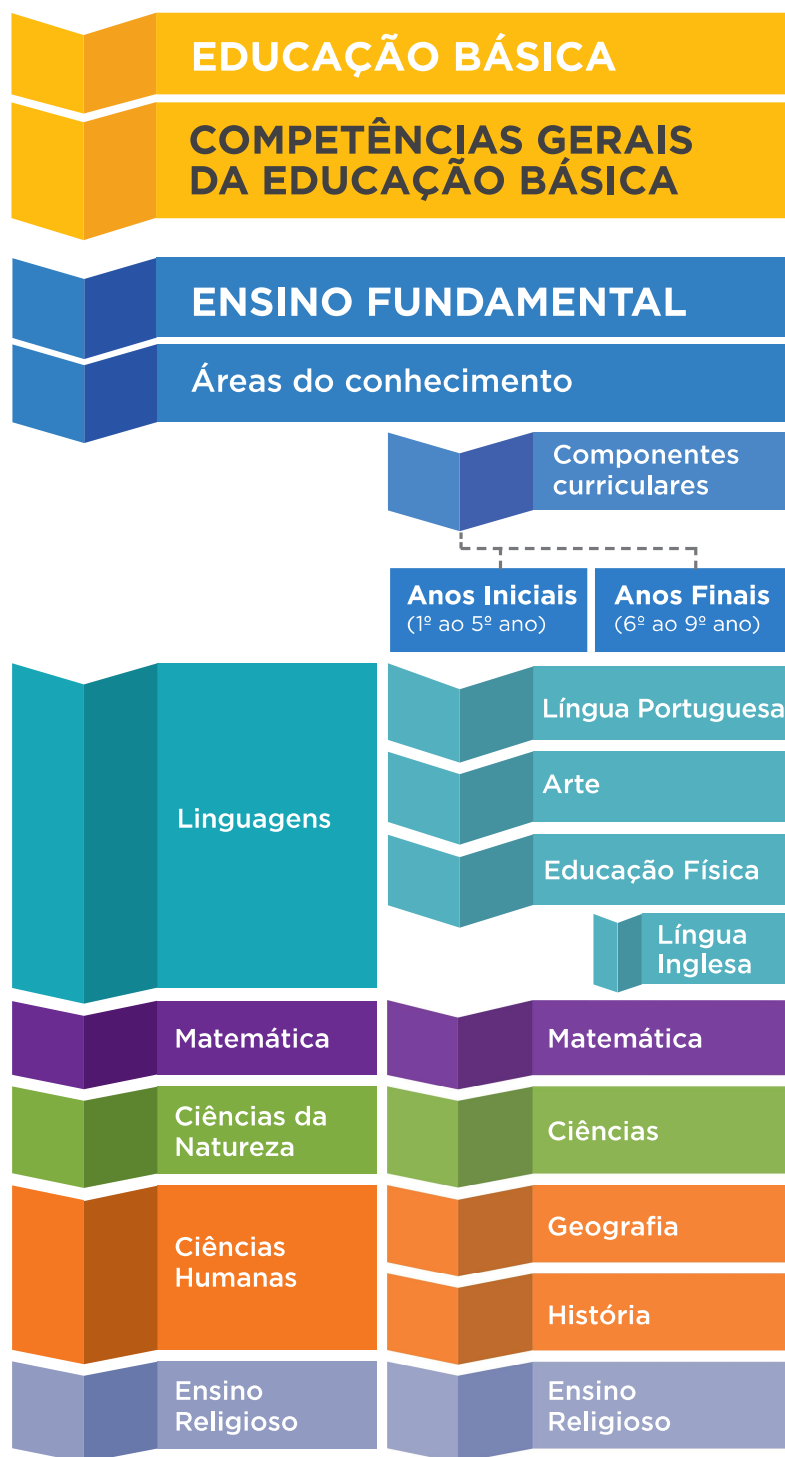 EDUCAÇÃO BÁSICA
COMPETÊNCIAS GERAIS
DA EDUCAÇÃO BÁSICA
ENSINO FUNDAMENTAL
Áreas do conhecimento
Componentes
curriculares
Anos Iniciais
(1º ao 5º ano)
Anos Finais
(6º ao 9º ano)
Linguagens
Língua Portuguesa
Arte
Educação Física
Língua
Inglesa
Matemática
Matemática
Ciências da
Natureza
Ciências
Ciências
Humanas
Geografia
História
Ensino
Religioso
Ensino
Religioso